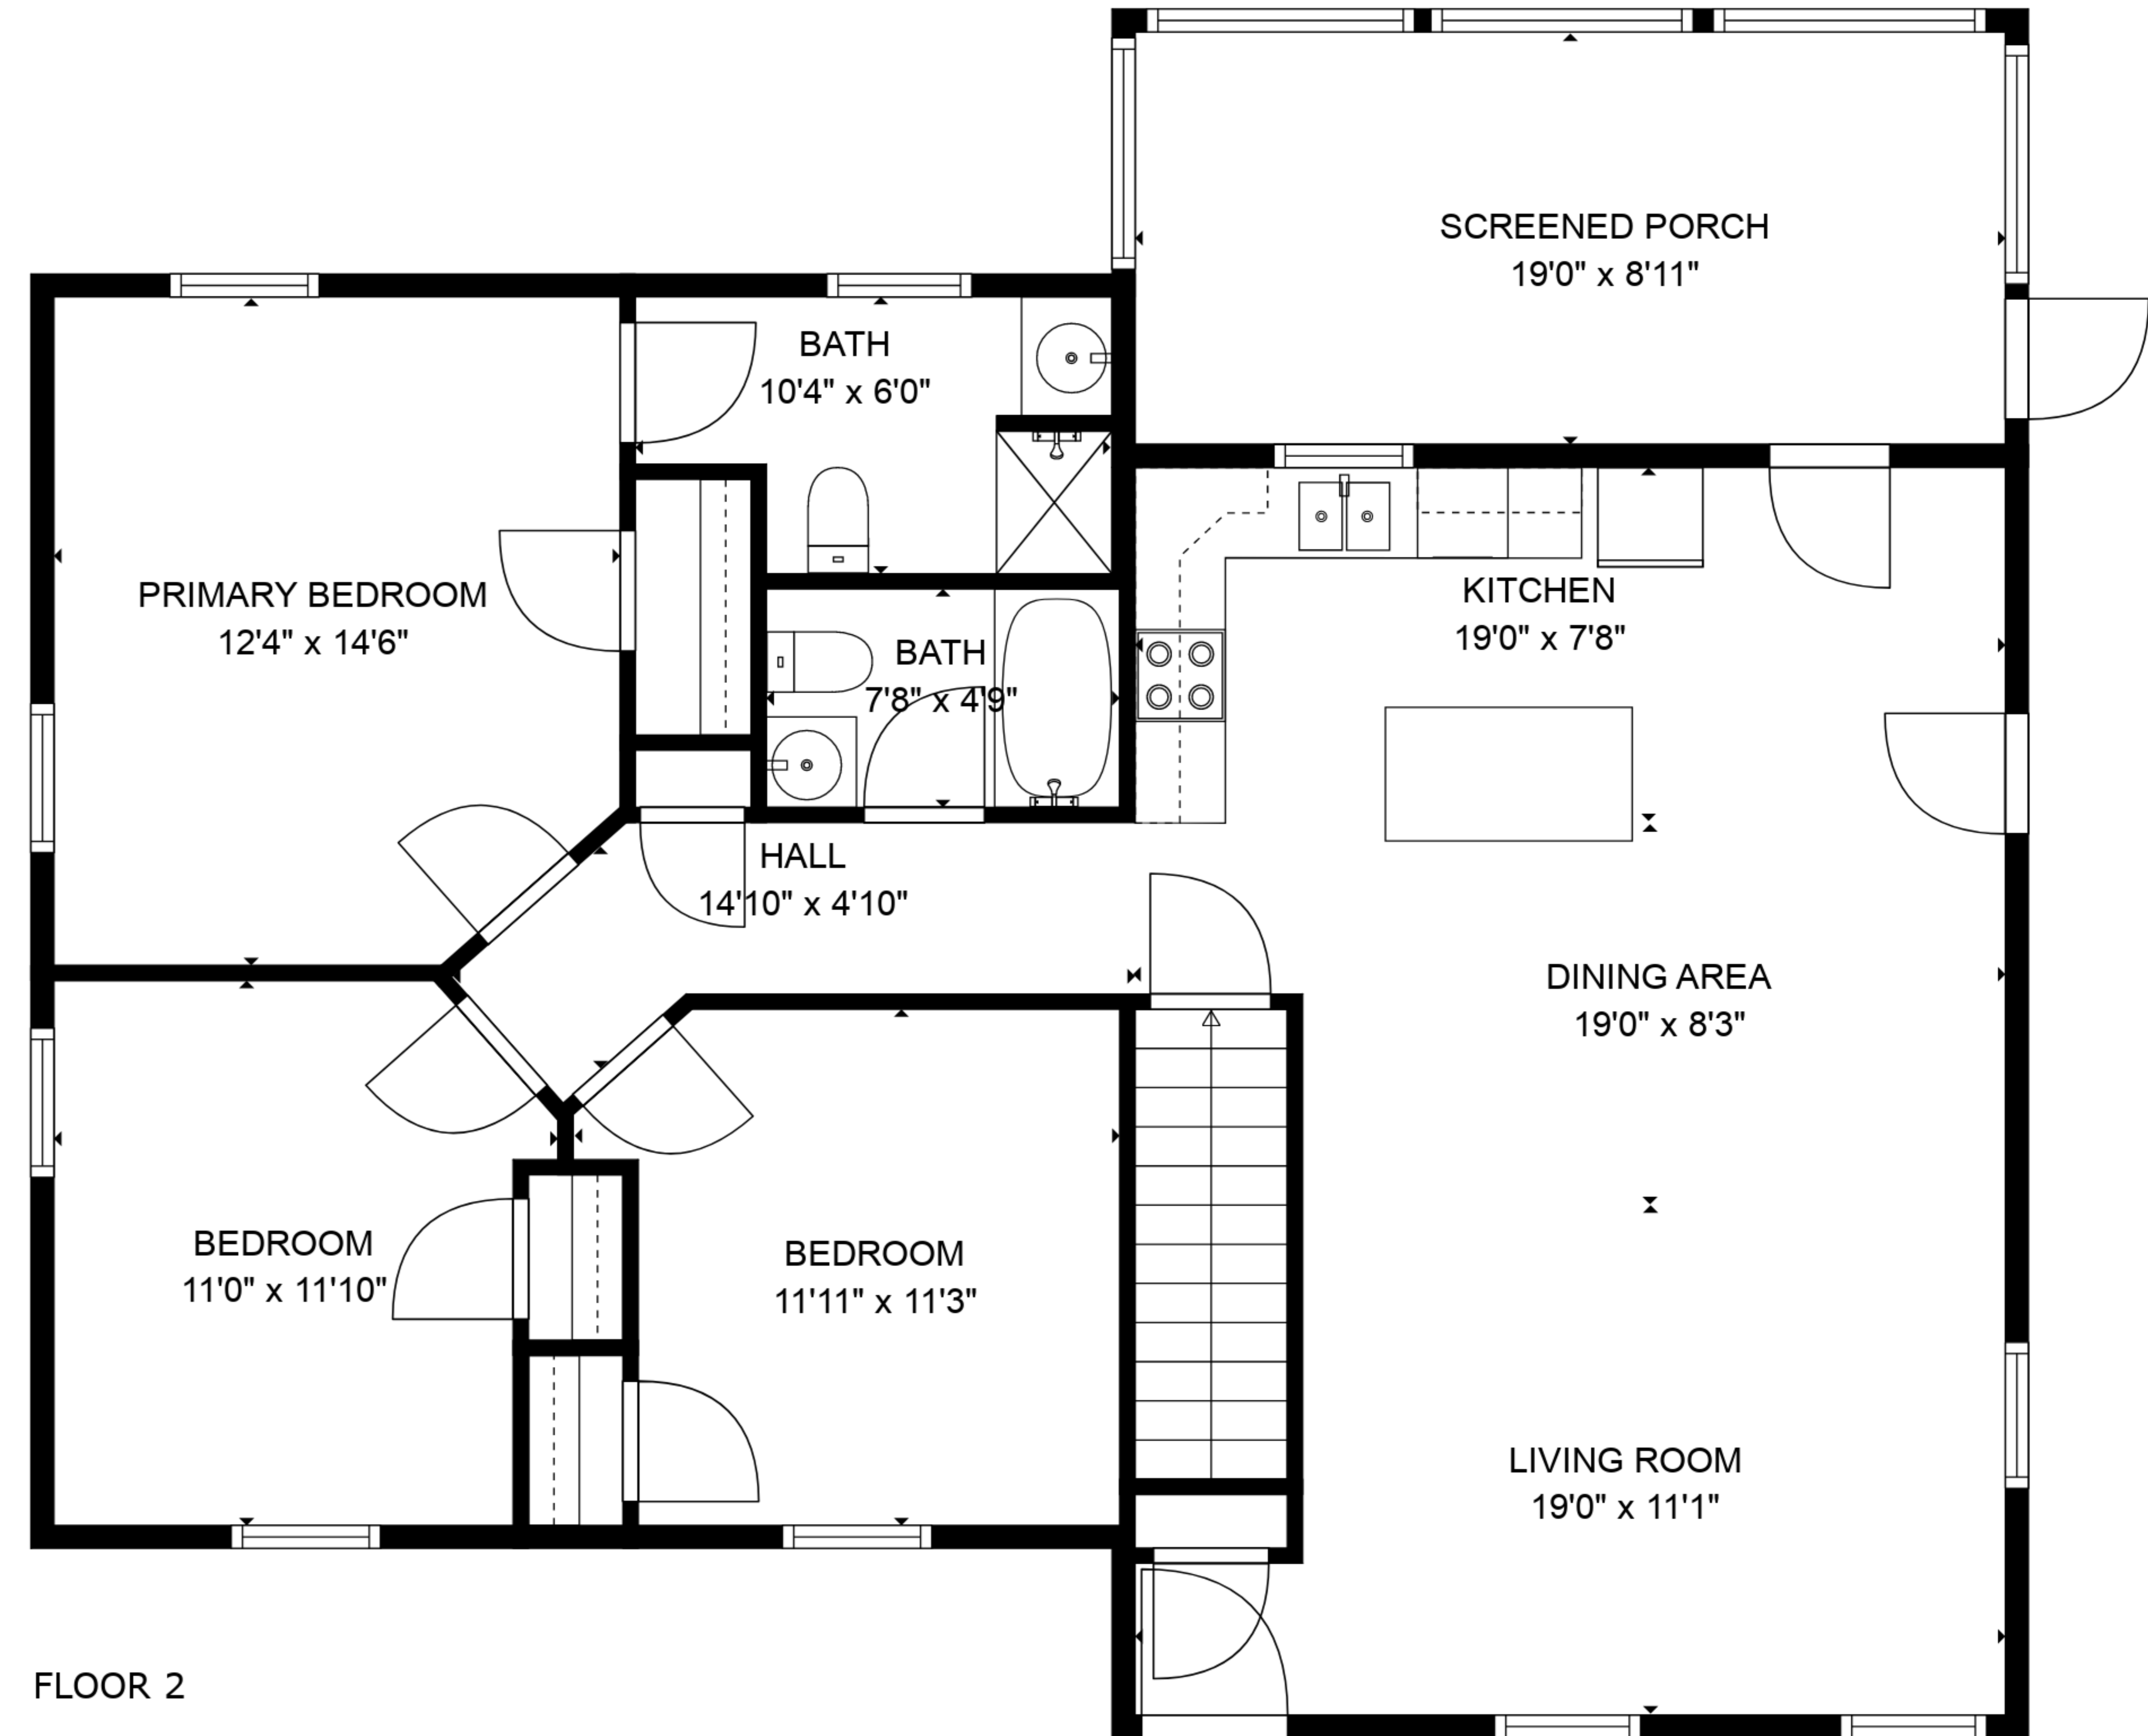 SCREENED PORCH
19'0" x 8'11"
BATH
10'4" x 6'0"
PRIMARY BEDROOM
12'4" x 14'6"
KITCHEN
19'0" x 7'8"
BATH
7'8" x 4'9"
HALL
14'10" x 4'10"
DINING AREA
19'0" x 8'3"
BEDROOM
11'0" x 11'10"
BEDROOM
11'11" x 11'3"
LIVING ROOM
19'0" x 11'1"
FLOOR 2